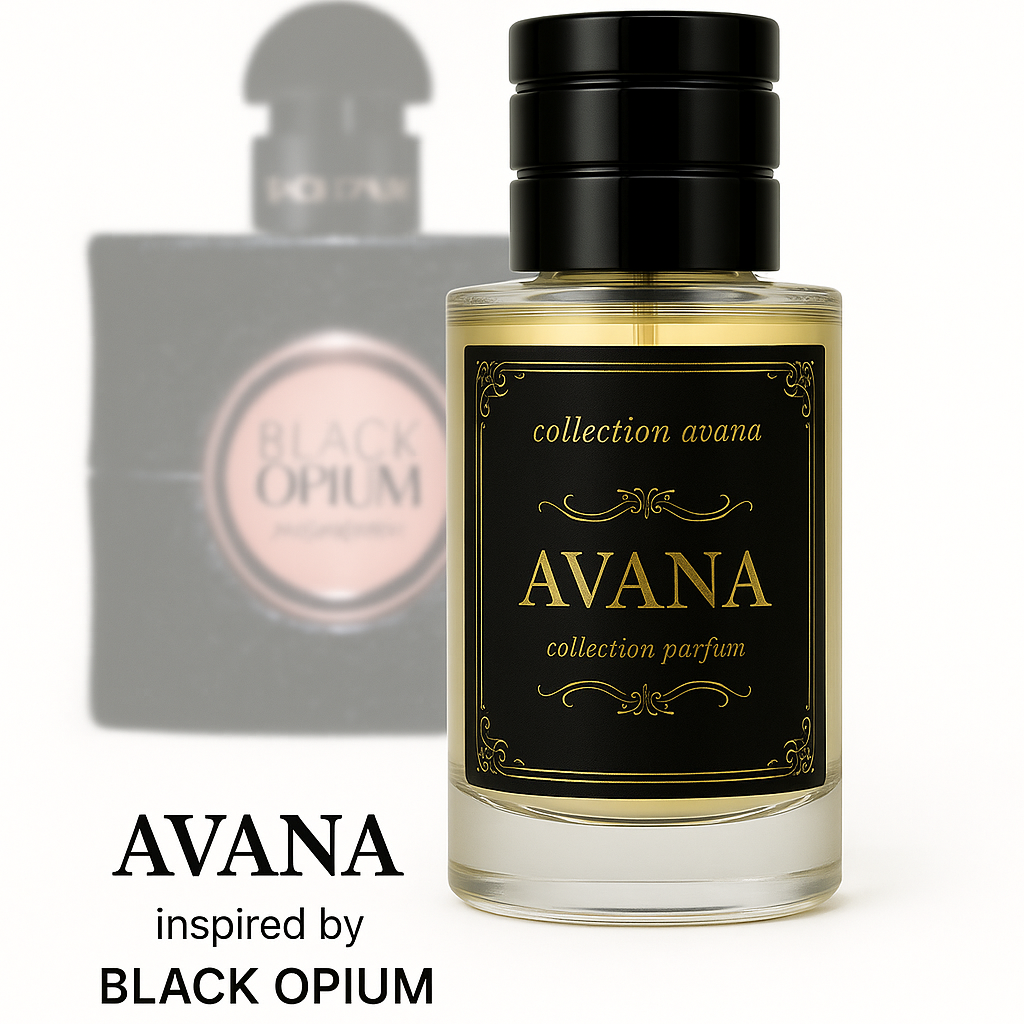 BLACK
OPIUM
collection avana
AVANA
collection parfum
AVANA
inspired by
BLACK OPIUM